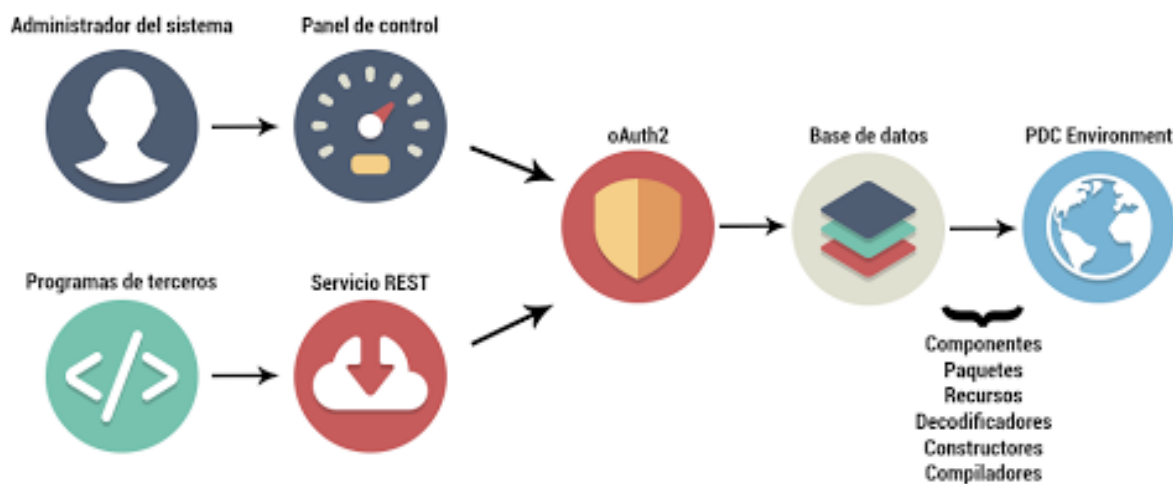 Administrador del sistema
Panel de control
oAuth2
Base de datos
PDC Environment
Programas de terceros
Servicio REST
Componentes
Paquetes
Recursos
Decodificadores
Constructores
Compiladores